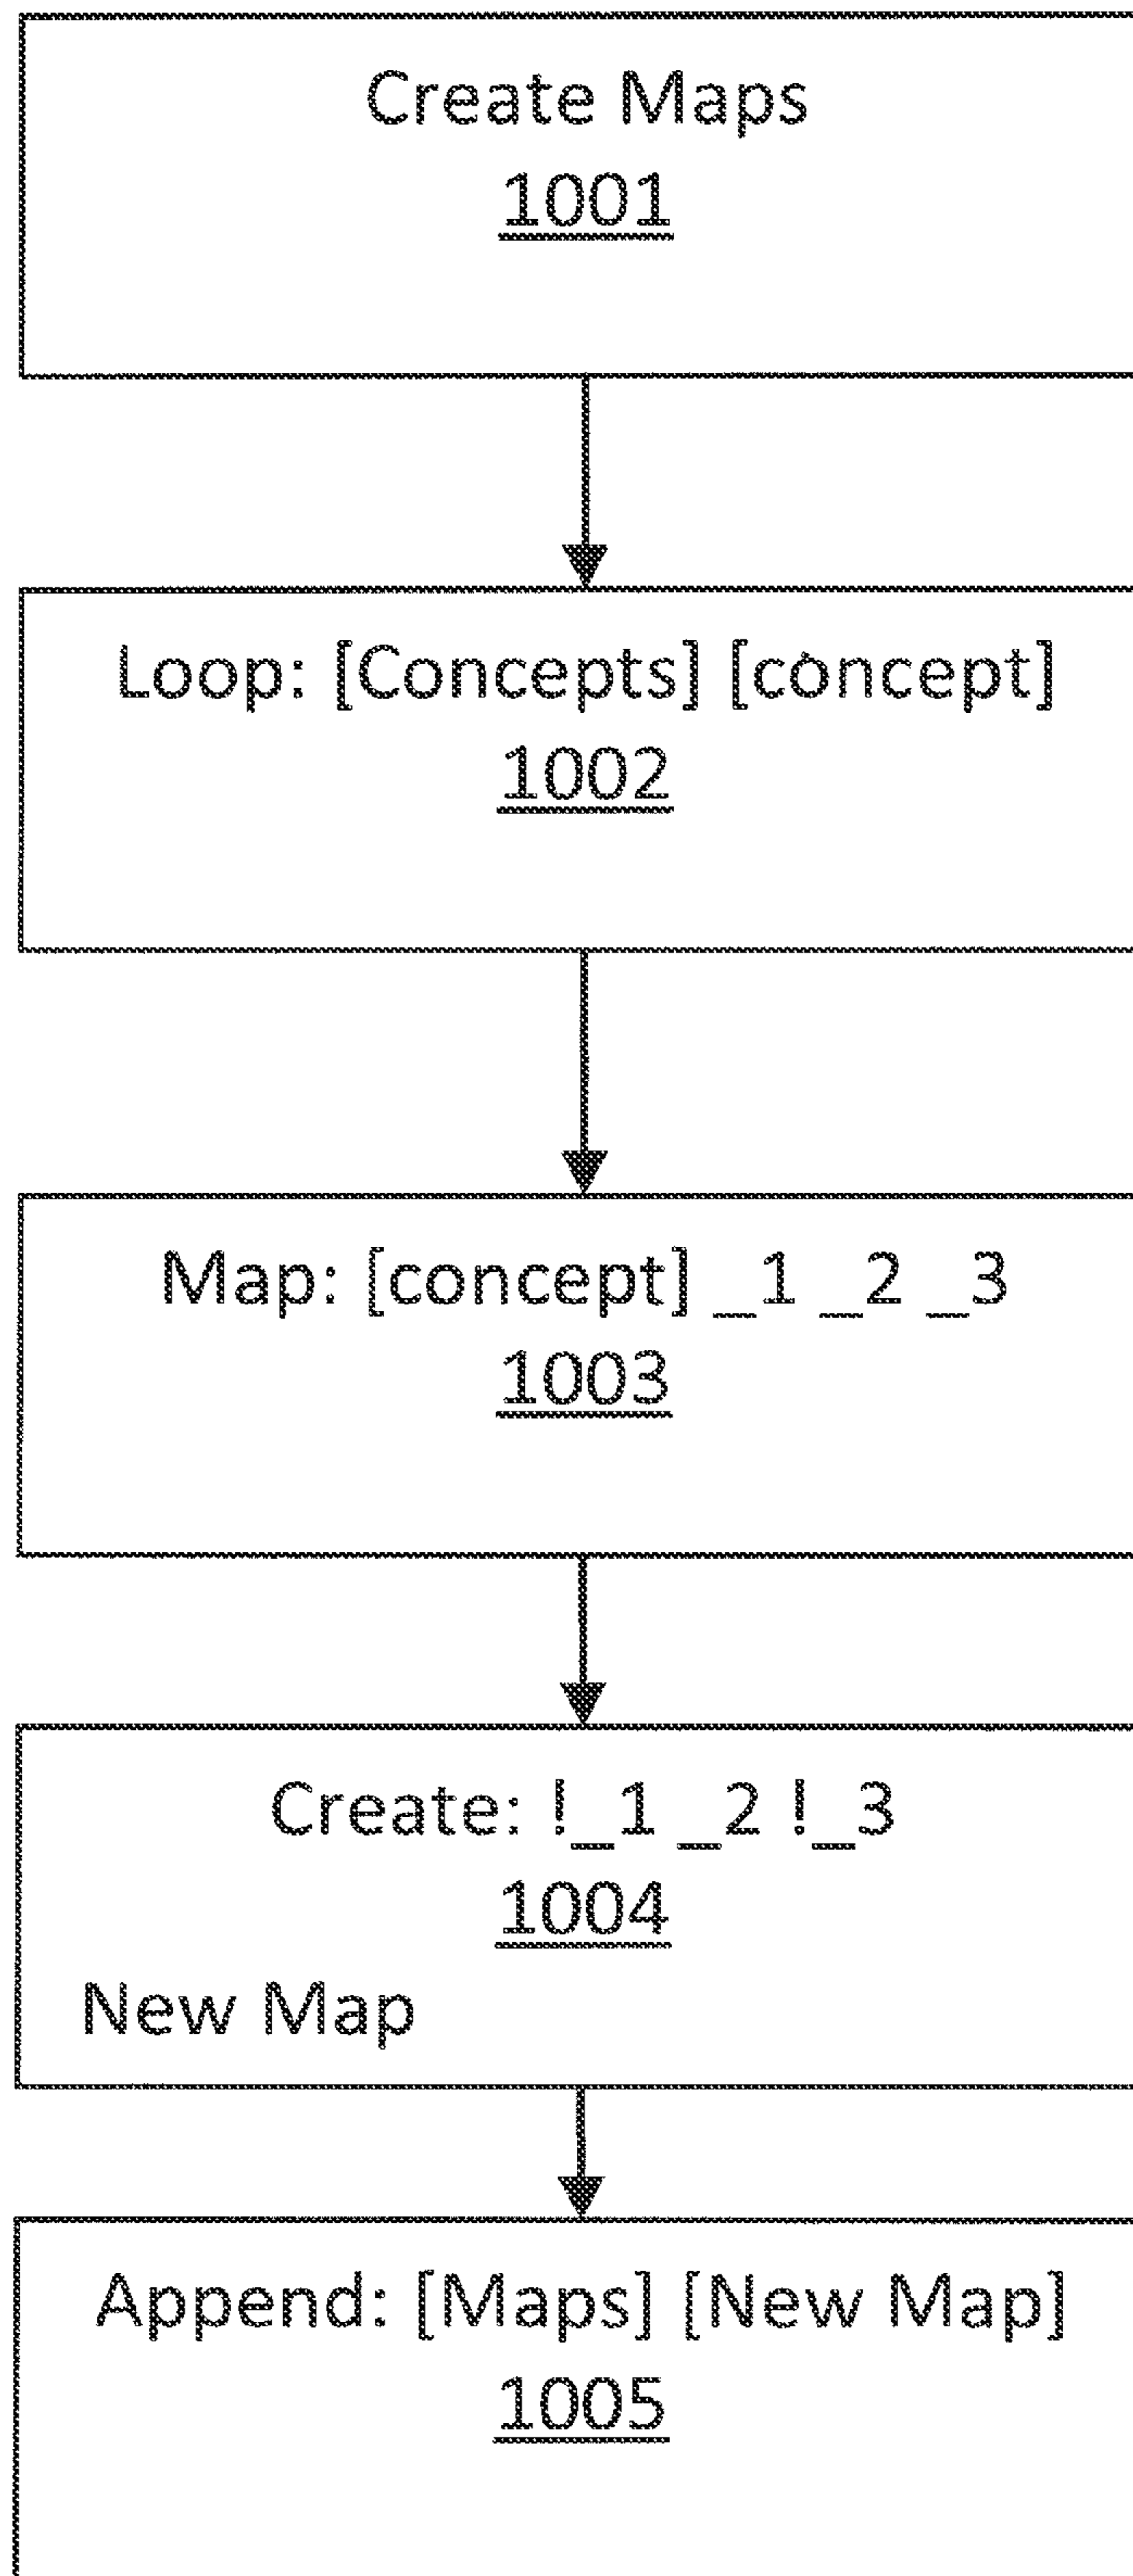 Create Maps
1001
Loop: [Concepts] [concept]
1002
Map: [concept] _1 _2 _3
1003
Create: !_1 _2 !_3
1004
New Map
Append: [Maps] [New Map]
1005